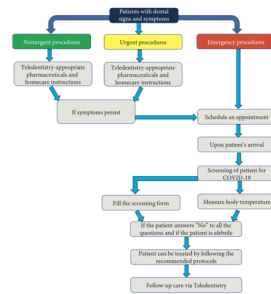 Patients with dental
signs and symptoms
Nonurgent procedures
Urgent procedures
Emergency procedures
Teledentistry-appropriate
pharmaceuticals and
homecare instructions
Teledentistry-appropriate
pharmaceuticals and
homecare instructions
If symptoms persist
Schedule an appointment
Upon patient's arrival
Screening of patient for
COVID-19
Fill the screening form
Measure body temperature
If the patient answers "No" to all the
questions and if the patient is afebrile
Patient can be treated by following the
recommended protocols
Follow-up care via Teledentistry